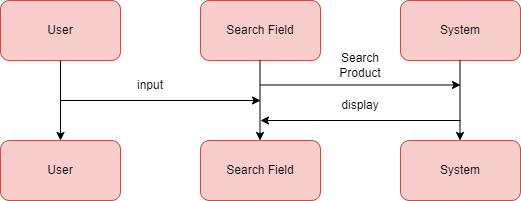 User
Search Field
System
Search
Product
input
display
User
Search Field
System